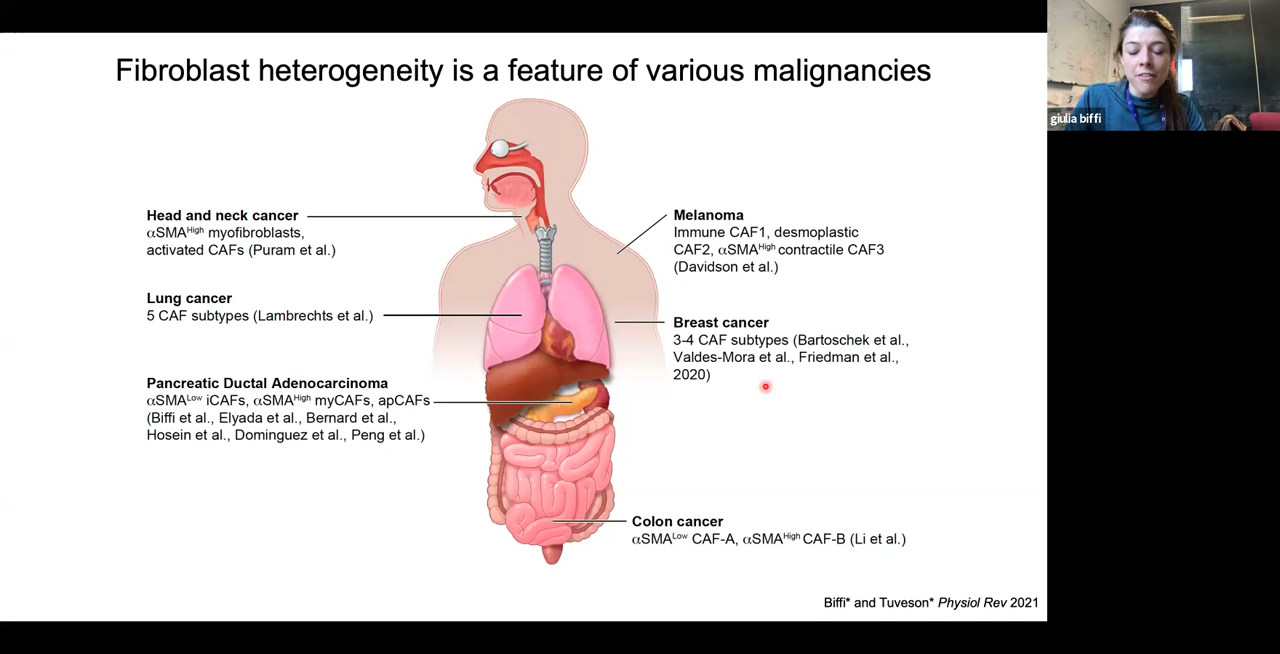 Fibroblast heterogeneity is a feature of various malignancies
giulia biffi
Head and neck cancer
αSMAHigh myofibroblasts,
activated CAFs (Puram et al.)
Lung cancer
5 CAF subtypes (Lambrechts et al.)
Pancreatic Ductal Adenocarcinoma
αSMALow iCAFs, αSMAHigh myCAFs, apCAFs
(Biffi et al., Elyada et al., Bernard et al.,
Hosein et al., Dominguez et al., Peng et al.)
Melanoma
Immune CAF1, desmoplastic
CAF2, αSMAHigh contractile CAF3
(Davidson et al.)
Breast cancer
3-4 CAF subtypes (Bartoschek et al.,
Valdes-Mora et al., Friedman et al.,
2020)
Colon cancer
αSMALow CAF-A, αSMAHigh CAF-B (Li et al.)
Biffi* and Tuveson* Physiol Rev 2021